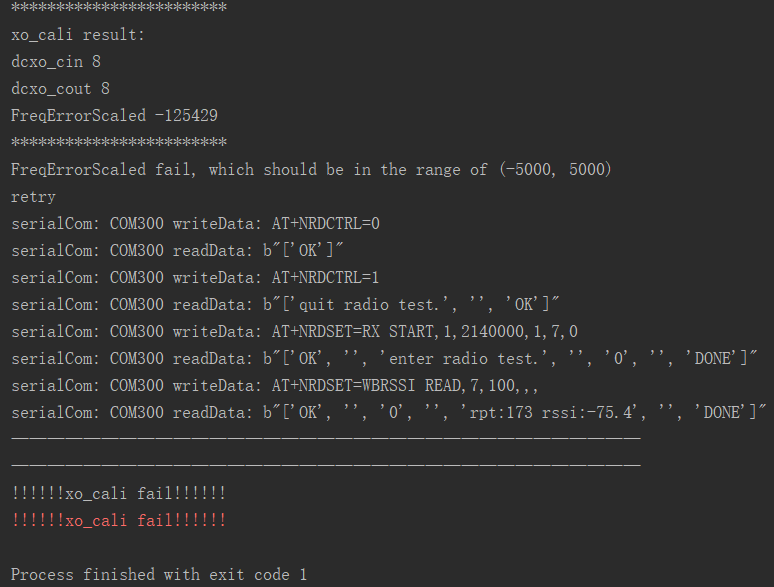 ************************
xo_cali result:
dcxo_cin 8
dcxo_cout 8
FreqErrorScaled -125429
************************
FreqErrorScaled fail, which should be in the range of (-5000, 5000)
retry
serialCom: COM300 writeData: AT+NRDCTRL=0
serialCom: COM300 readData: b"['OK']"
serialCom: COM300 writeData: AT+NRDCTRL=1
serialCom: COM300 readData: b"['quit radio test.', '', 'OK']"
serialCom: COM300 writeData: AT+NRDSET=RX START,1,2140000,1,7,0
serialCom: COM300 readData: b"['OK', '', 'enter radio test.', '', '0', '', 'DONE']"
serialCom: COM300 writeData: AT+NRDSET=WBRSSI READ,7,100,,,
serialCom: COM300 readData: b"['OK', '', '0', '', 'rpt:173 rssi:-75.4', '', 'DONE']"
———————————————————————————————————
———————————————————————————————————
!!!!!!xo_cali fail!!!!!!
!!!!!!xo_cali fail!!!!!!
Process finished with exit code 1